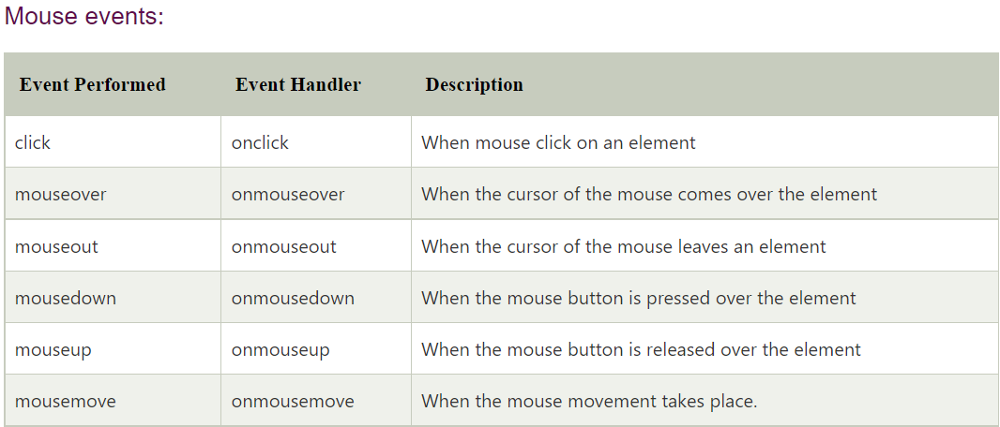 Mouse events:
Event Performed Event Handler Description
click onclick When mouse click on an element
mouseover onmouseover When the cursor of the mouse comes over the element
mouseout onmouseout When the cursor of the mouse leaves an element
mousedown onmousedown When the mouse button is pressed over the element
mouseup onmouseup When the mouse button is released over the element
mousemove onmousemove When the mouse movement takes place.